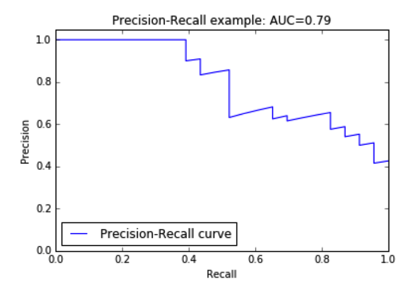 Precision-Recall example: AUC=0.79
1.0
0.8
0.6
0.4
0.2
0.0
Precision
Precision-Recall curve
0.0 0.2 0.4 0.6 0.8 1.0
Recall